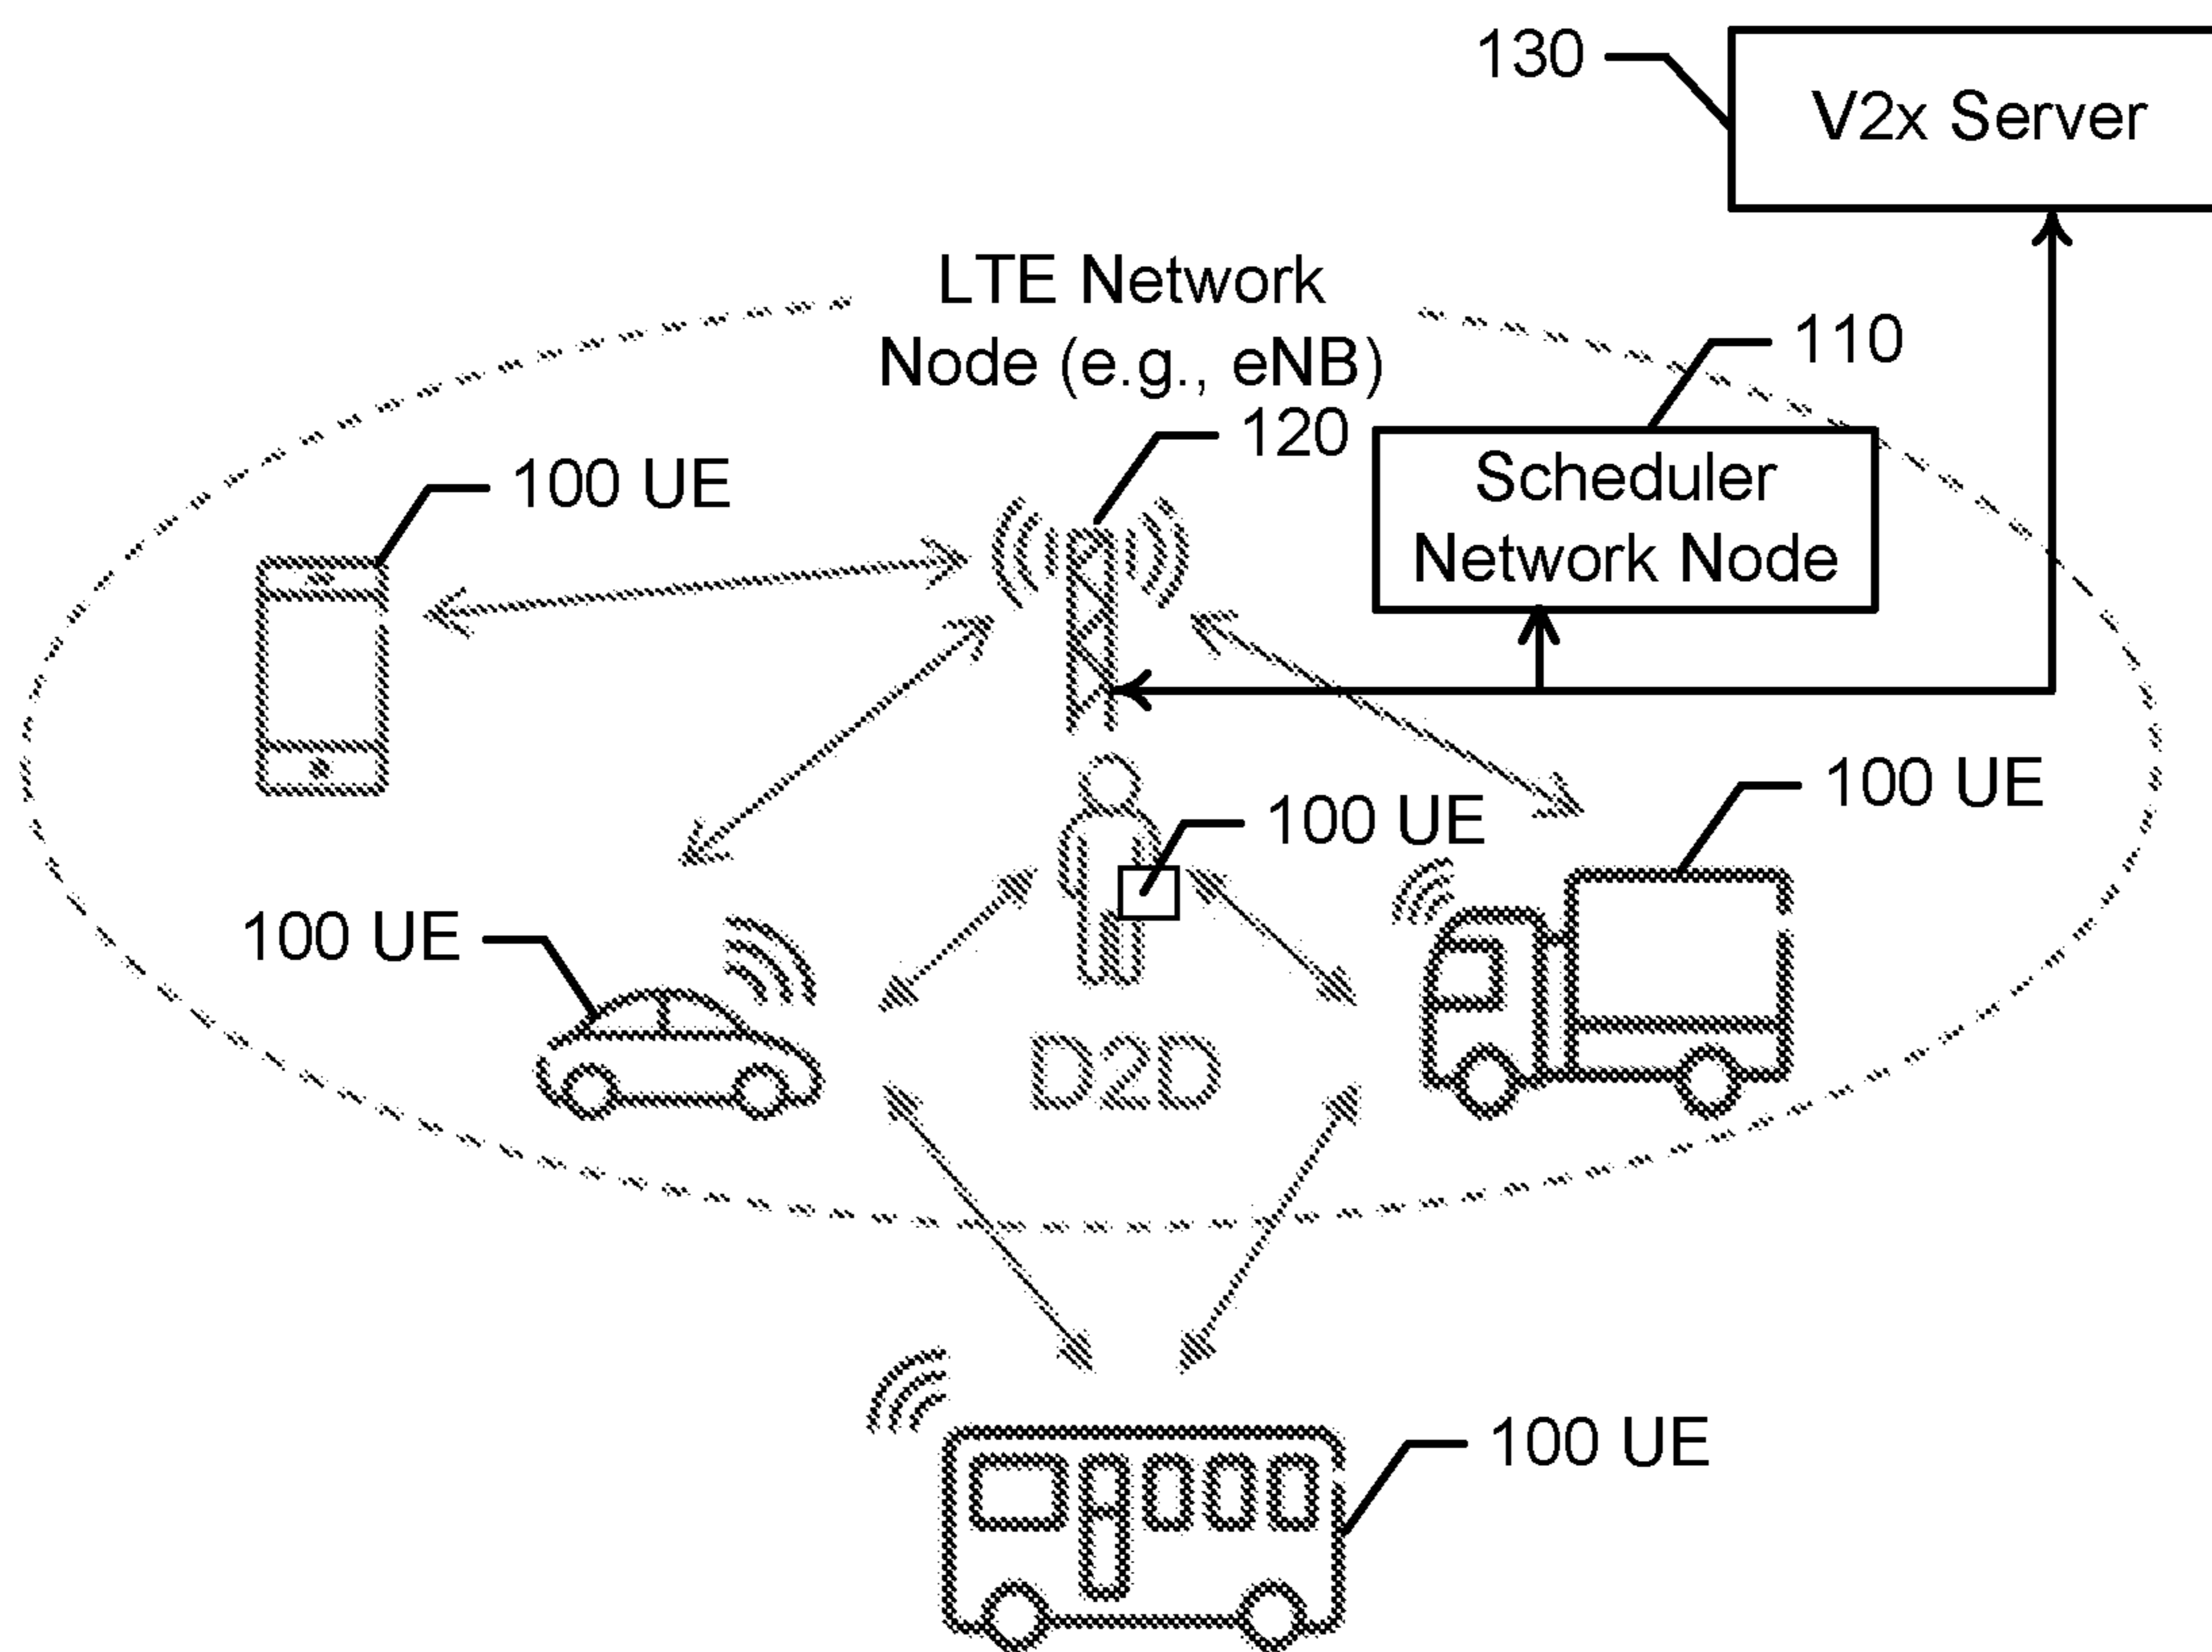 130
V2x Server
LTE Network
Node (e.g., eNB)
110
120
Scheduler
Network Node
100 UE
100 UE
100 UE
100 UE
D2D
100 UE